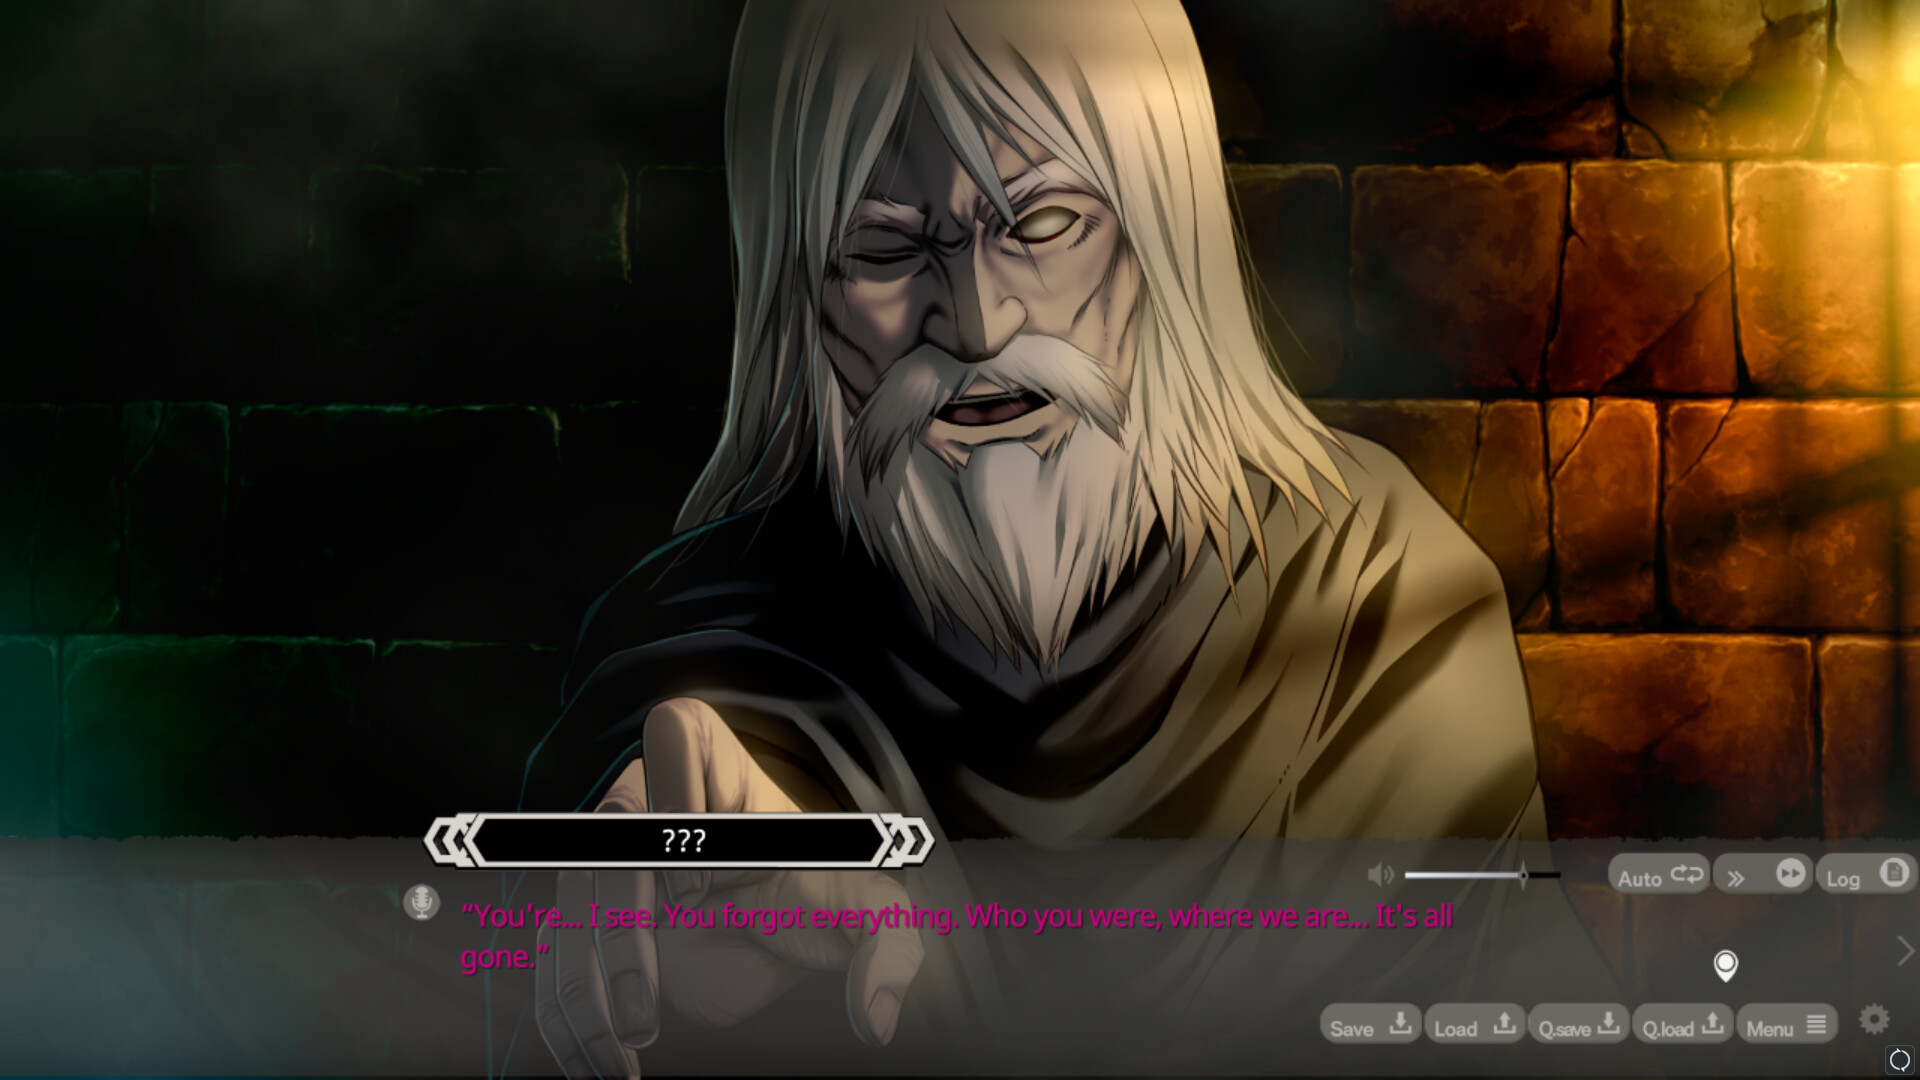 ???
“You're... I see. You forgot everything. Who you were, where we are... It's all
gone.”
Auto
Log
Save
Load
Q.save
Q.load
Menu